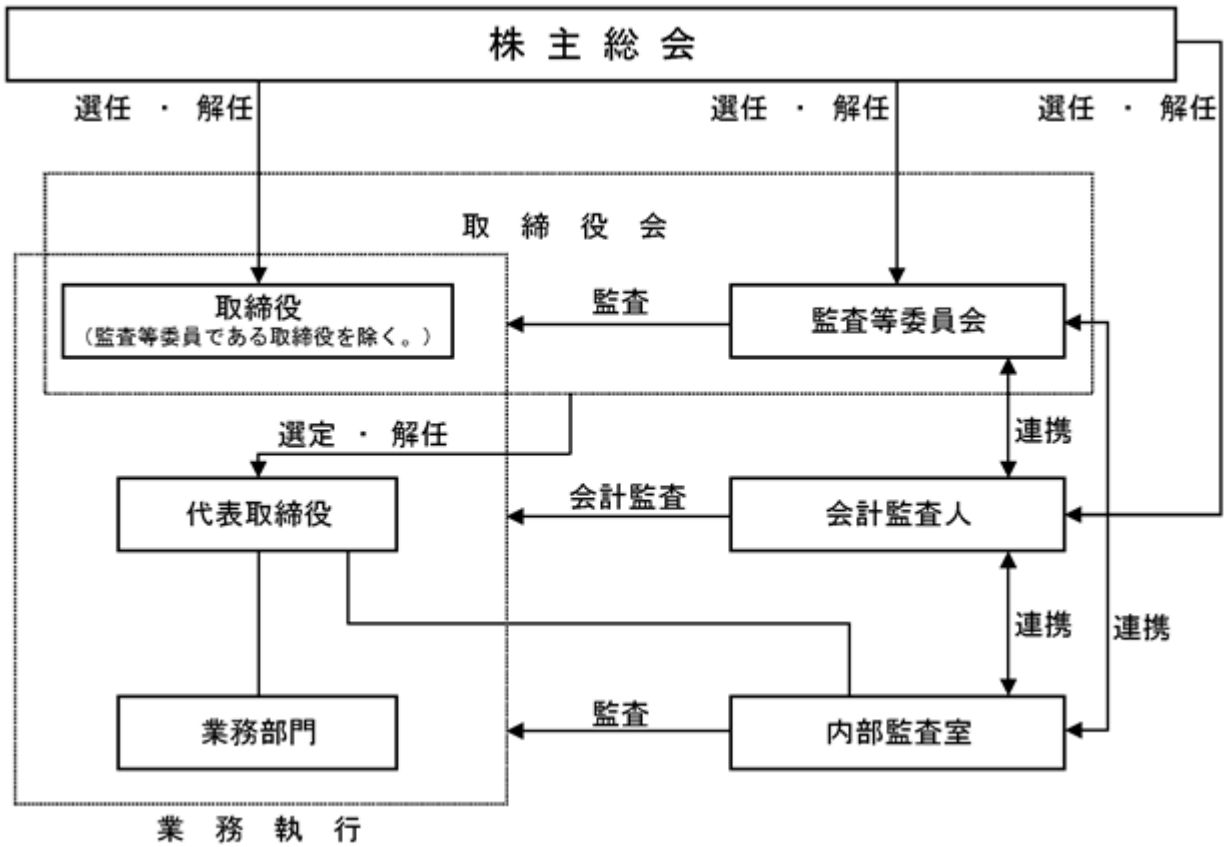 株主総会
選任 ・ 解任
選任 ・ 解任
選任 ・ 解任
取締役会
取締役
（監査等委員である取締役を除く。）
監査
監査等委員会
選定 ・ 解任
連携
代表取締役
会計監査
会計監査人
連携
連携
業務部門
監査
内部監査室
業務執行